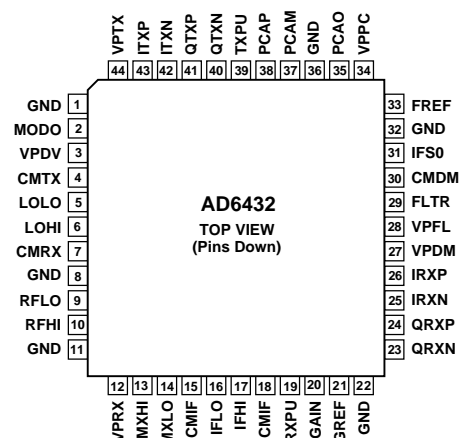 VPTX ITXP ITXN QTXP QTXN TXPU PCAP PCAM GND PCAO VPPC
44 43 42 41 40 39 38 37 36 35 34
GND 1
MODO 2
VPDV 3
CMTX 4
LOLO 5
LOHI 6
CMRX 7
GND 8
RFLO 9
RFHI 10
GND 11
AD6432
TOP VIEW
(Pins Down)
33 FREF
32 GND
31 IFS0
30 CMDM
29 FLTR
28 VPFL
27 VPDM
26 IRXP
25 IRXN
24 QRXP
23 QRXN
12 13 14 15 16 17 18 19 20 21 22
VPRX MXHI MXLO CMIF IFLO IFHI CMIF RXPU GAIN GREF GND